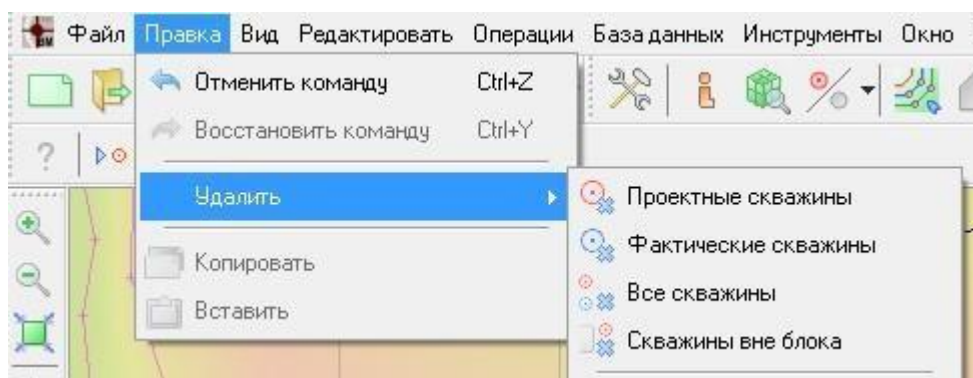 Файл Правка Вид Редактировать Операции База данных Инструменты Окно
Отменить команду Ctrl+Z
Восстановить команду Ctrl+Y
Удалить
Проектные скважины
Фактические скважины
Все скважины
Скважины вне блока
Копировать
Вставить